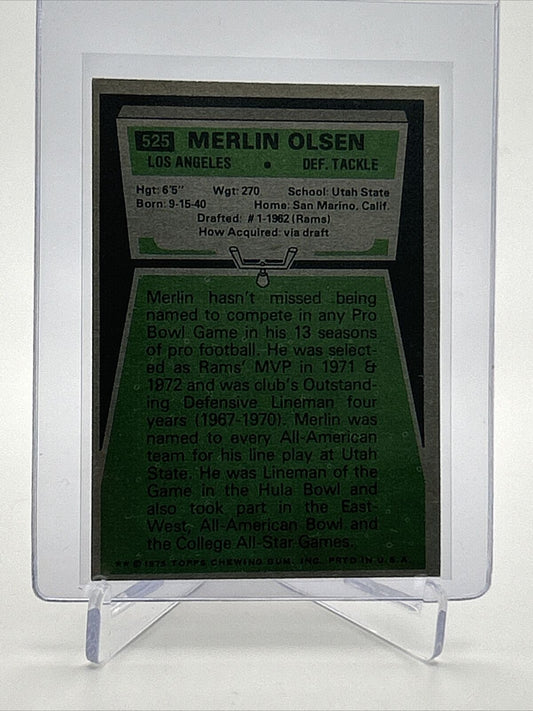 525 MERLIN OLSEN
LOS ANGELES • DEF. TACKLE
Hgt: 6'5" Wgt: 270 School: Utah State
Born: 9-15-40 Home: San Marino, Calif.
Drafted: #1-1962 (Rams)
How Acquired: via draft
Merlin hasn't missed being
named to compete in any Pro
Bowl Game in his 13 seasons
of pro football. He was select-
ed as Rams' MVP in 1971 &
1972 and was club's Outstand-
ing Defensive Lineman four
years (1967-1970). Merlin was
named to every All-American
team for his line play at Utah
State. He was Lineman of the
Game in the Hula Bowl and
also took part in the East-
West, All-American Bowl and
the College All-Star Games.
** © 1975 TOPPS CHEWING GUM, INC. PRTD IN U.S.A.